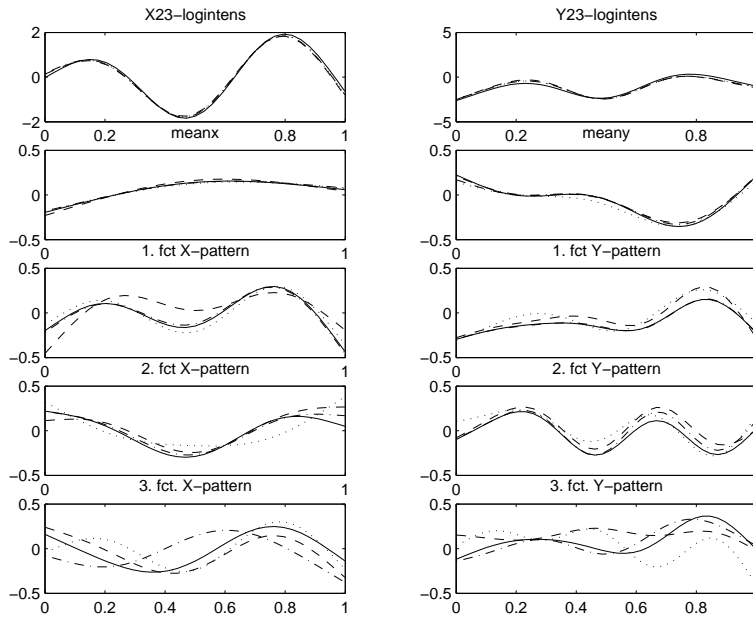 X23−logintens
2
0
−2
0 0.2 0.8 1
meanx
0.5
0
−0.5
0 1
1. fct X−pattern
0.5
0
−0.5
0 1
2. fct X−pattern
0.5
0
−0.5
0 1
3. fct. X−pattern
0.5
0
−0.5
0 0.2 0.4 0.6 0.8 1
Y23−logintens
5
0
−5
0 0.2 0.8
meany
0.5
0
−0.5
0
1. fct Y−pattern
0.5
0
−0.5
0
2. fct Y−pattern
0.5
0
−0.5
0
3. fct. Y−pattern
0.5
0
−0.5
0 0.2 0.4 0.6 0.8